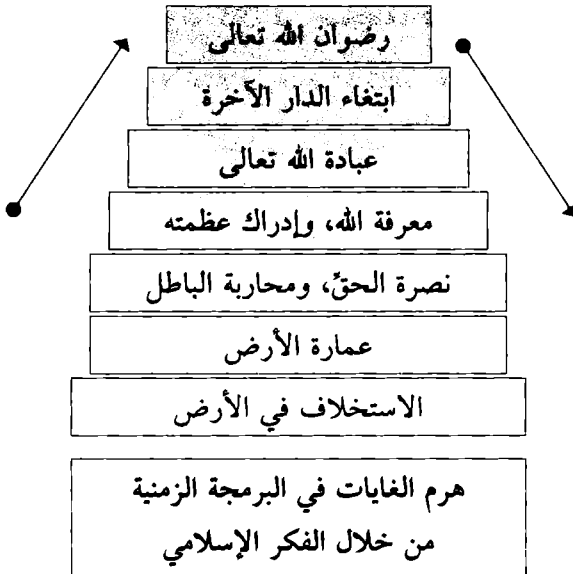 رضوان الله تعالى
ابتغاء الدار الآخرة
عبادة الله تعالى
معرفة الله، وإدراك عظمته
نصرة الحقِّ، ومحاربة الباطل
عمارة الأرض
الاستخلاف في الأرض
هرم الغايات في البرمجة الزمنية
من خلال الفكر الإسلامي